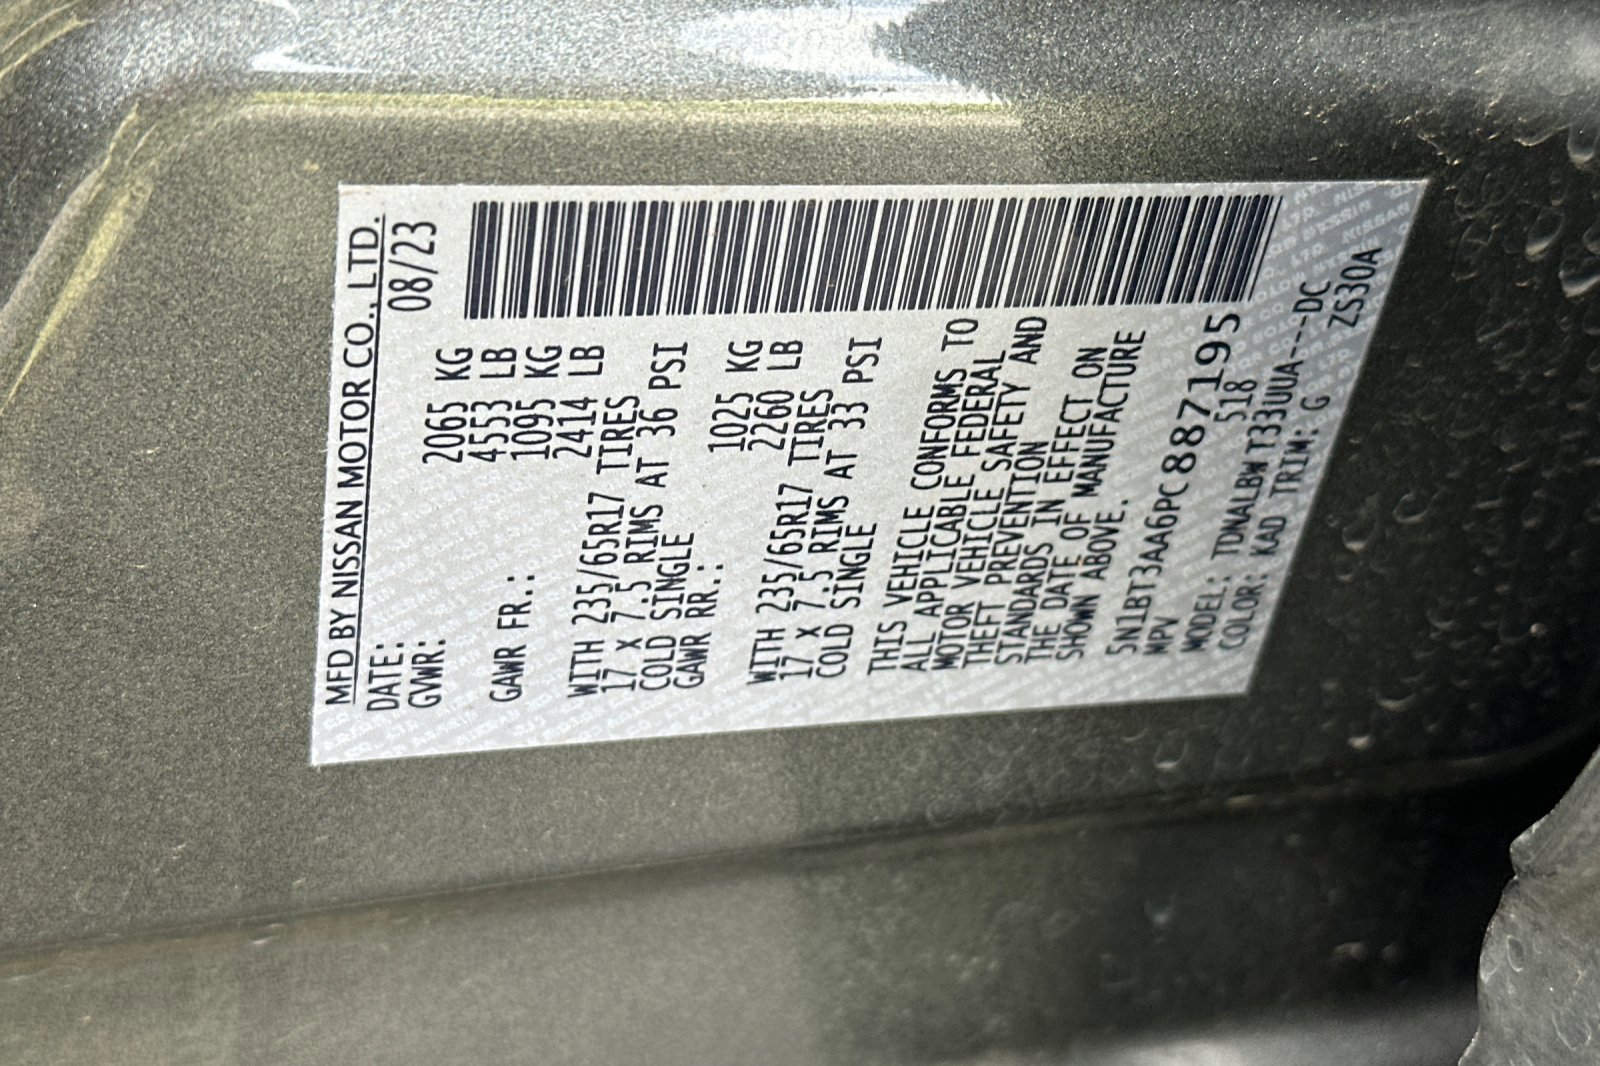 MFD BY NISSAN MOTOR CO., LTD.
DATE: 08/23
GVWR: 2065 KG
4553 LB
GAWR FR.: 1095 KG
2414 LB
WITH 235/65R17 TIRES
17 X 7.5 RIMS AT 36 PSI
COLD SINGLE
GAWR RR.: 1025 KG
2260 LB
WITH 235/65R17 TIRES
17 X 7.5 RIMS AT 33 PSI
COLD SINGLE
THIS VEHICLE CONFORMS TO
ALL APPLICABLE FEDERAL
MOTOR VEHICLE SAFETY AND
THEFT PREVENTION
STANDARDS IN EFFECT ON
THE DATE OF MANUFACTURE
SHOWN ABOVE.
5N1BT3AA6PC887195
MPV 518
MODEL: TDNALBWT33UUA---DC
COLOR: KAD TRIM: G ZS30A